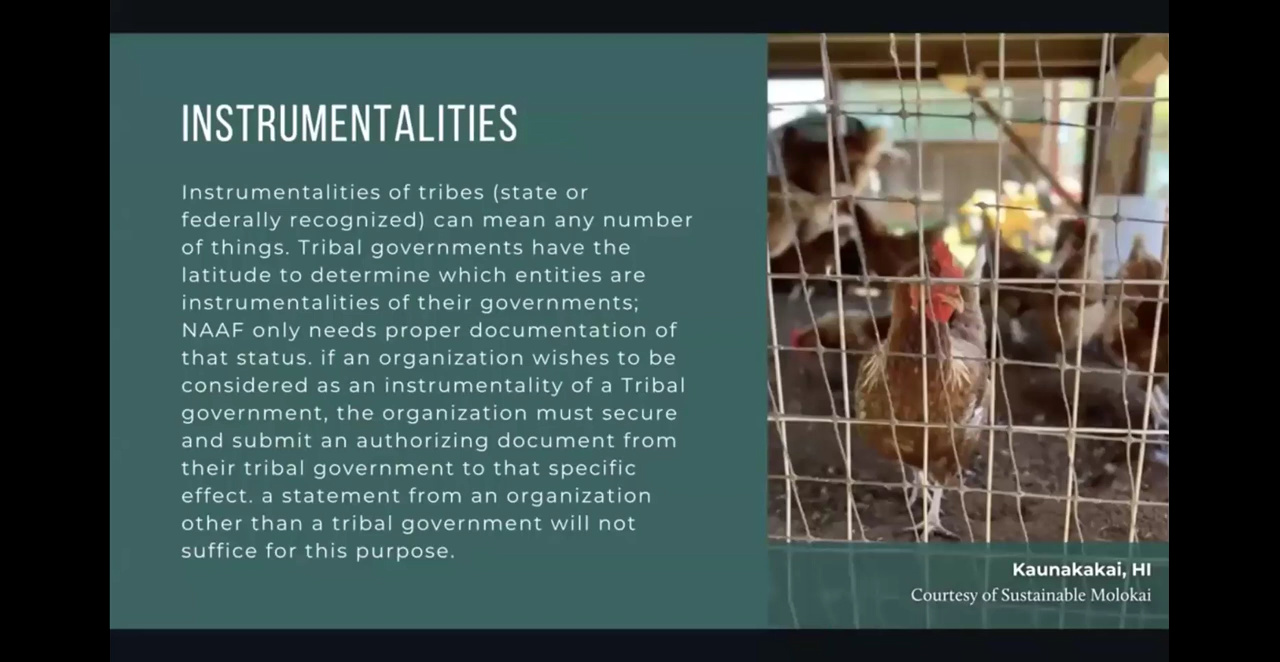 INSTRUMENTALITIES
Instrumentalities of tribes (state or
federally recognized) can mean any number
of things. Tribal governments have the
latitude to determine which entities are
instrumentalities of their governments;
NAAF only needs proper documentation of
that status. if an organization wishes to be
considered as an instrumentality of a Tribal
government, the organization must secure
and submit an authorizing document from
their tribal government to that specific
effect. a statement from an organization
other than a tribal government will not
suffice for this purpose.
Kaunakakai, HI
Courtesy of Sustainable Molokai